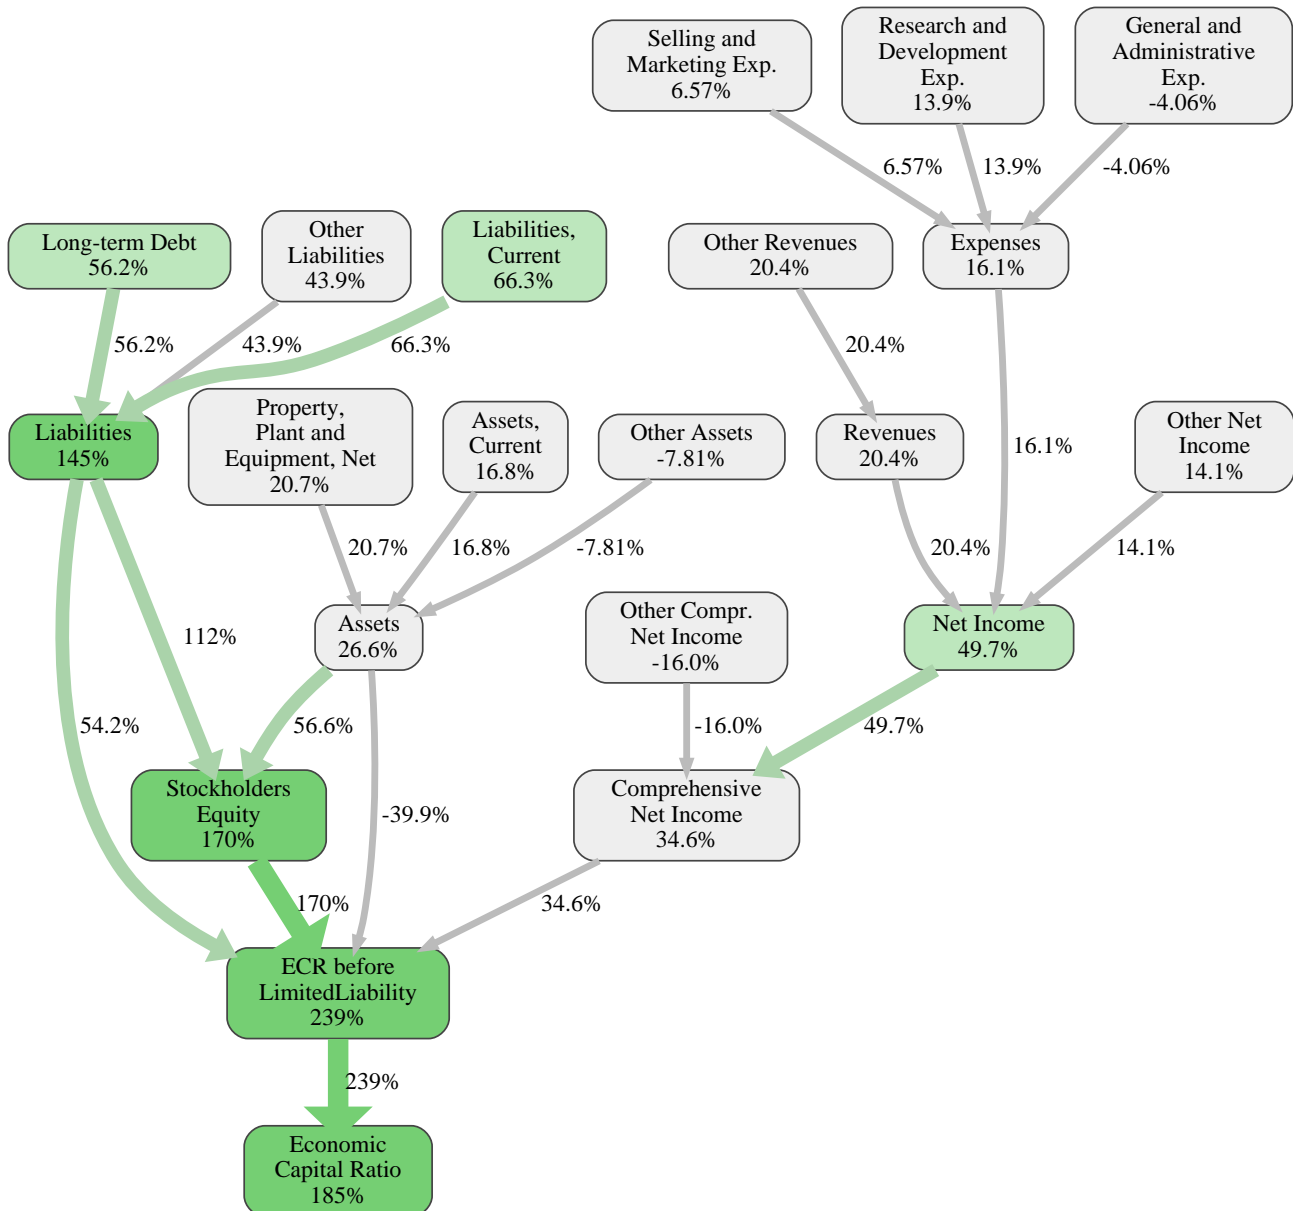 Selling and
Marketing Exp.
6.57%
Research and
Development
Exp.
13.9%
General and
Administrative
Exp.
-4.06%
6.57%
13.9%
-4.06%
Long-term Debt
56.2%
Other
Liabilities
43.9%
Liabilities,
Current
66.3%
Other Revenues
20.4%
Expenses
16.1%
56.2%
43.9%
66.3%
20.4%
Liabilities
145%
Property,
Plant and
Equipment, Net
20.7%
Assets,
Current
16.8%
Other Assets
-7.81%
Revenues
20.4%
16.1%
Other Net
Income
14.1%
20.7%
16.8%
-7.81%
20.4%
14.1%
112%
Assets
26.6%
Other Compr.
Net Income
-16.0%
Net Income
49.7%
54.2%
56.6%
-16.0%
49.7%
Stockholders
Equity
170%
-39.9%
Comprehensive
Net Income
34.6%
170%
34.6%
ECR before
LimitedLiability
239%
239%
Economic
Capital Ratio
185%